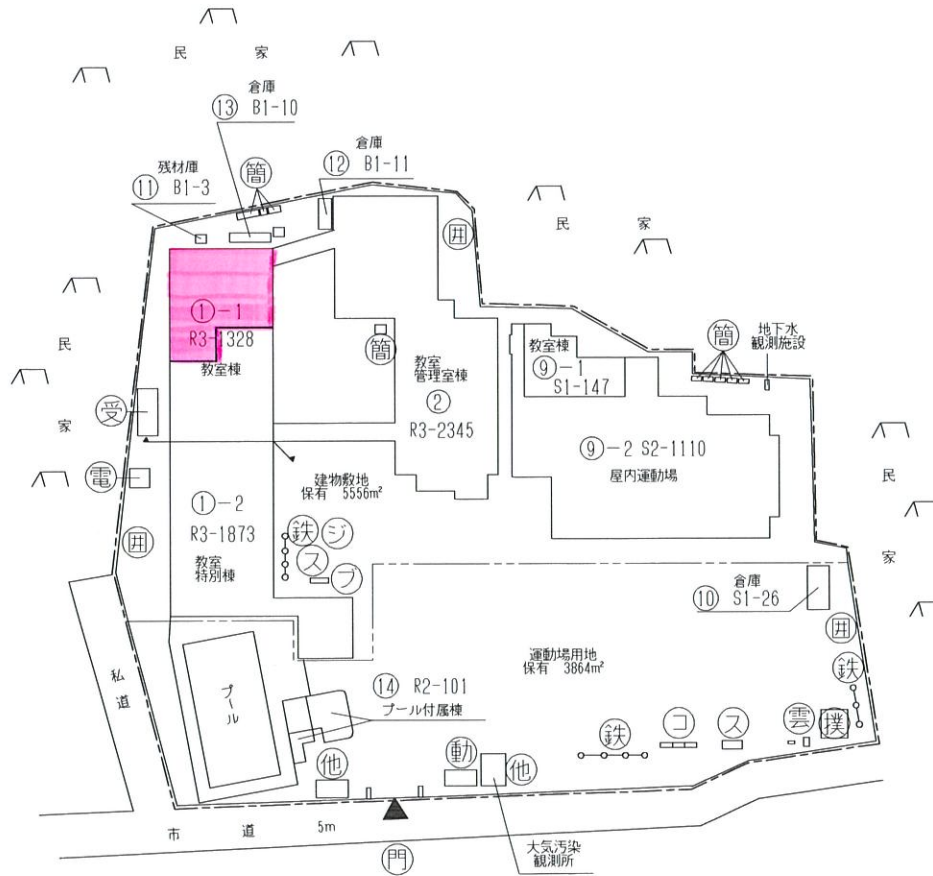 民 家
倉庫
⑬ B1-10
倉庫
⑫ B1-11
残材庫
⑪ B1-3
簡
囲
民 家
①-1
R3-1328
教室棟
簡
教室
管理室棟
②
R3-2345
教室棟
⑨-1
S1-147
簡
地下水
観測施設
民
家
受
電
⑨-2 S2-1110
屋内運動場
民
家
建物敷地
保有 5556m²
①-2
R3-1873
教室
特別棟
囲
鉄
ジ
ス
ブ
倉庫
⑩ S1-26
囲
私
道
プール
⑭ R2-101
プール付属棟
運動場用地
保有 3864m²
鉄
鉄
コ
ス
雲
撲
他
動
他
市 道 5m
門
大気汚染
観測所